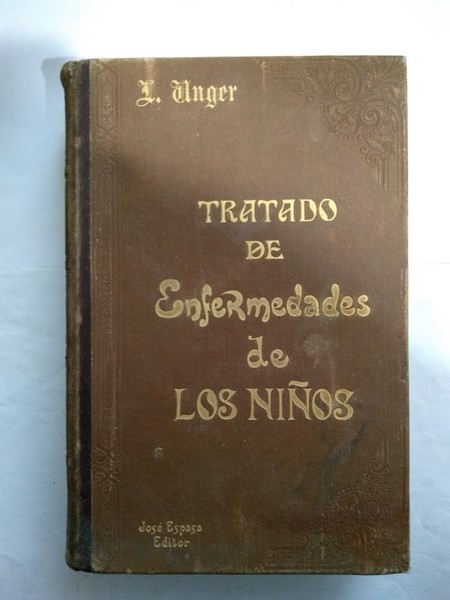 L. Unger
TRATADO
DE
Enfermedades
de
LOS NIÑOS
José Espasa
Editor